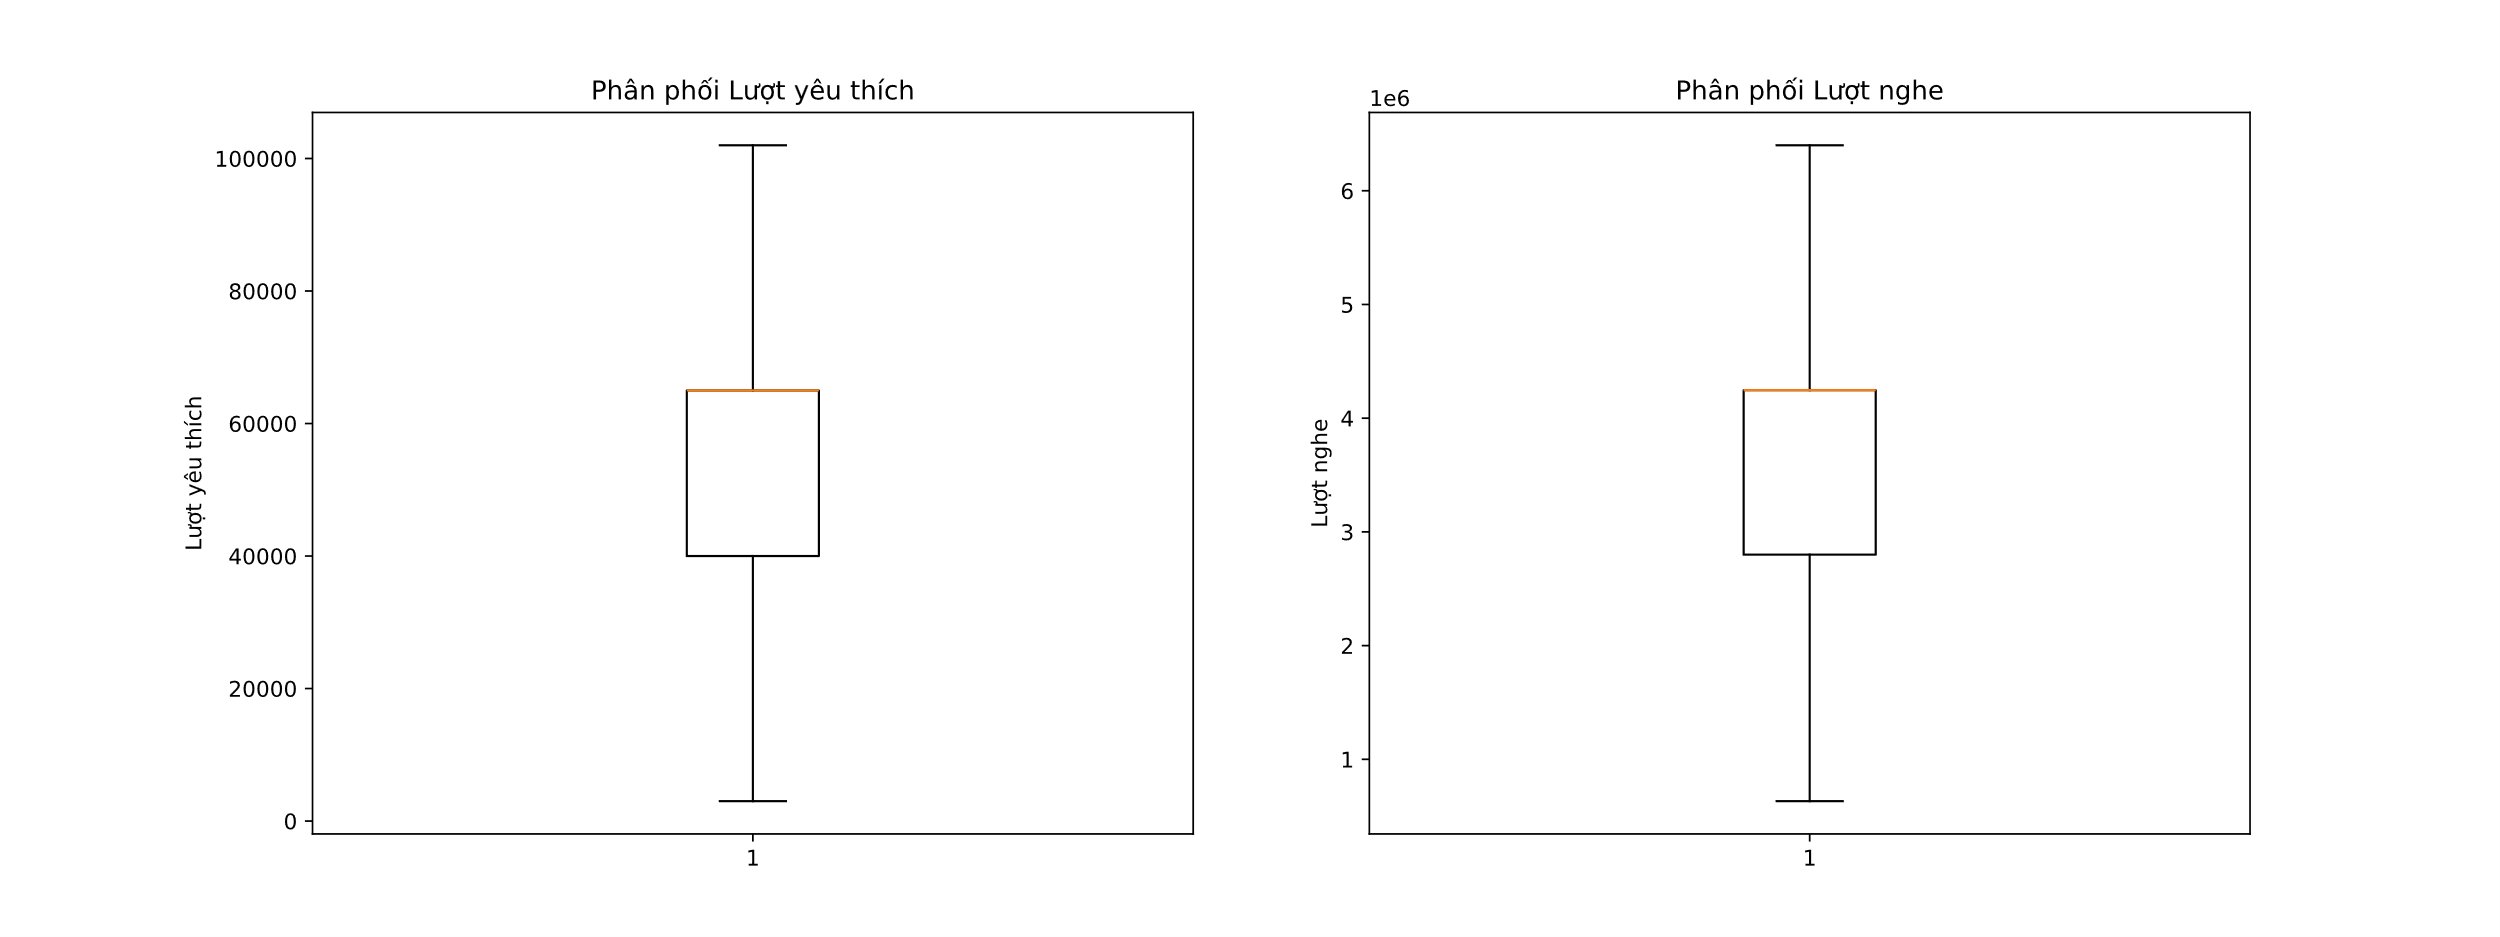 Phân phối Lượt yêu thích
100000
80000
60000
40000
20000
0
Lượt yêu thích
1
Phân phối Lượt nghe
1e6
6
5
4
3
2
1
Lượt nghe
1